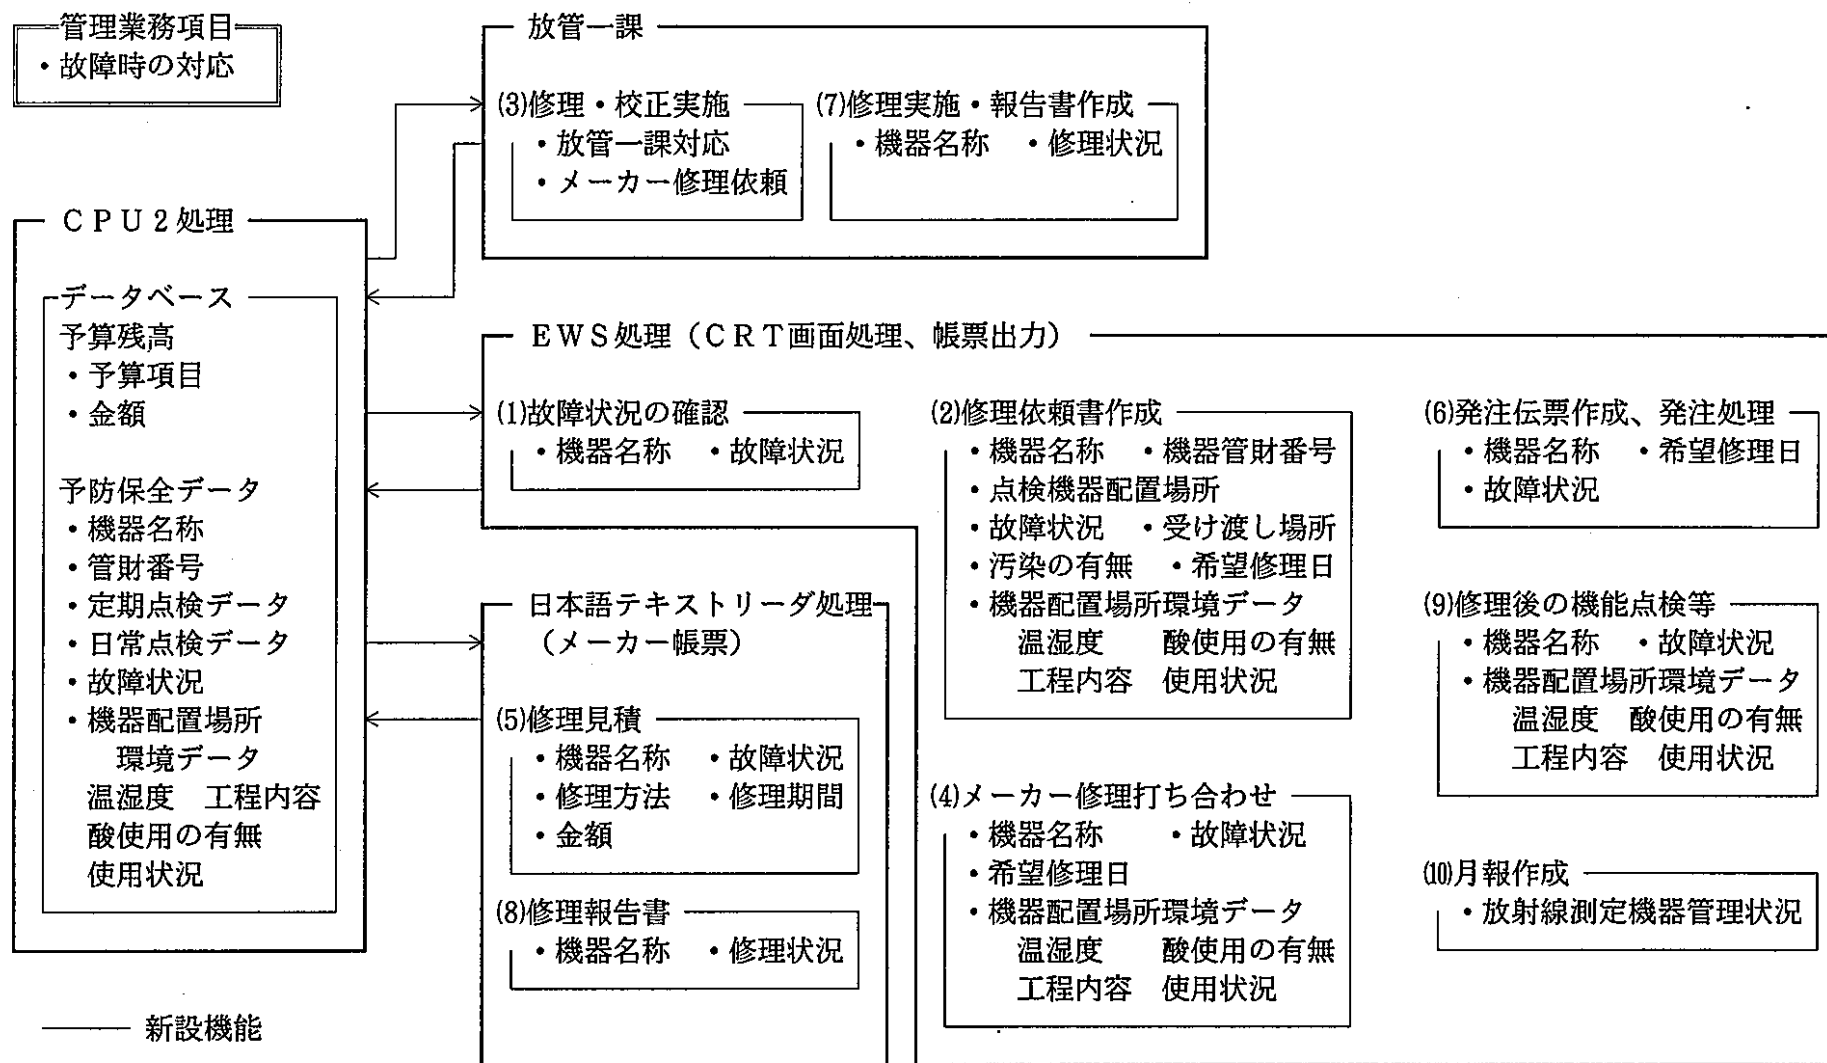 管理業務項目
・故障時の対応
放管一課
(3)修理・校正実施
・放管一課対応
・メーカー修理依頼
(7)修理実施・報告書作成
・機器名称 ・修理状況
CPU2処理
データベース
予算残高
・予算項目
・金額
予防保全データ
・機器名称
・管財番号
・定期点検データ
・日常点検データ
・故障状況
・機器配置場所
環境データ
温湿度 工程内容
酸使用の有無
使用状況
EWS処理（CRT画面処理、帳票出力）
(1)故障状況の確認
・機器名称 ・故障状況
(2)修理依頼書作成
・機器名称 ・機器管財番号
・点検機器配置場所
・故障状況 ・受け渡し場所
・汚染の有無 ・希望修理日
・機器配置場所環境データ
温湿度 酸使用の有無
工程内容 使用状況
(4)メーカー修理打ち合わせ
・機器名称 ・故障状況
・希望修理日
・機器配置場所環境データ
温湿度 酸使用の有無
工程内容 使用状況
(6)発注伝票作成、発注処理
・機器名称 ・希望修理日
・故障状況
(9)修理後の機能点検等
・機器名称 ・故障状況
・機器配置場所環境データ
温湿度 酸使用の有無
工程内容 使用状況
(10)月報作成
・放射線測定機器管理状況
日本語テキストリーダ処理
（メーカー帳票）
(5)修理見積
・機器名称 ・故障状況
・修理方法 ・修理期間
・金額
(8)修理報告書
・機器名称 ・修理状況
新設機能